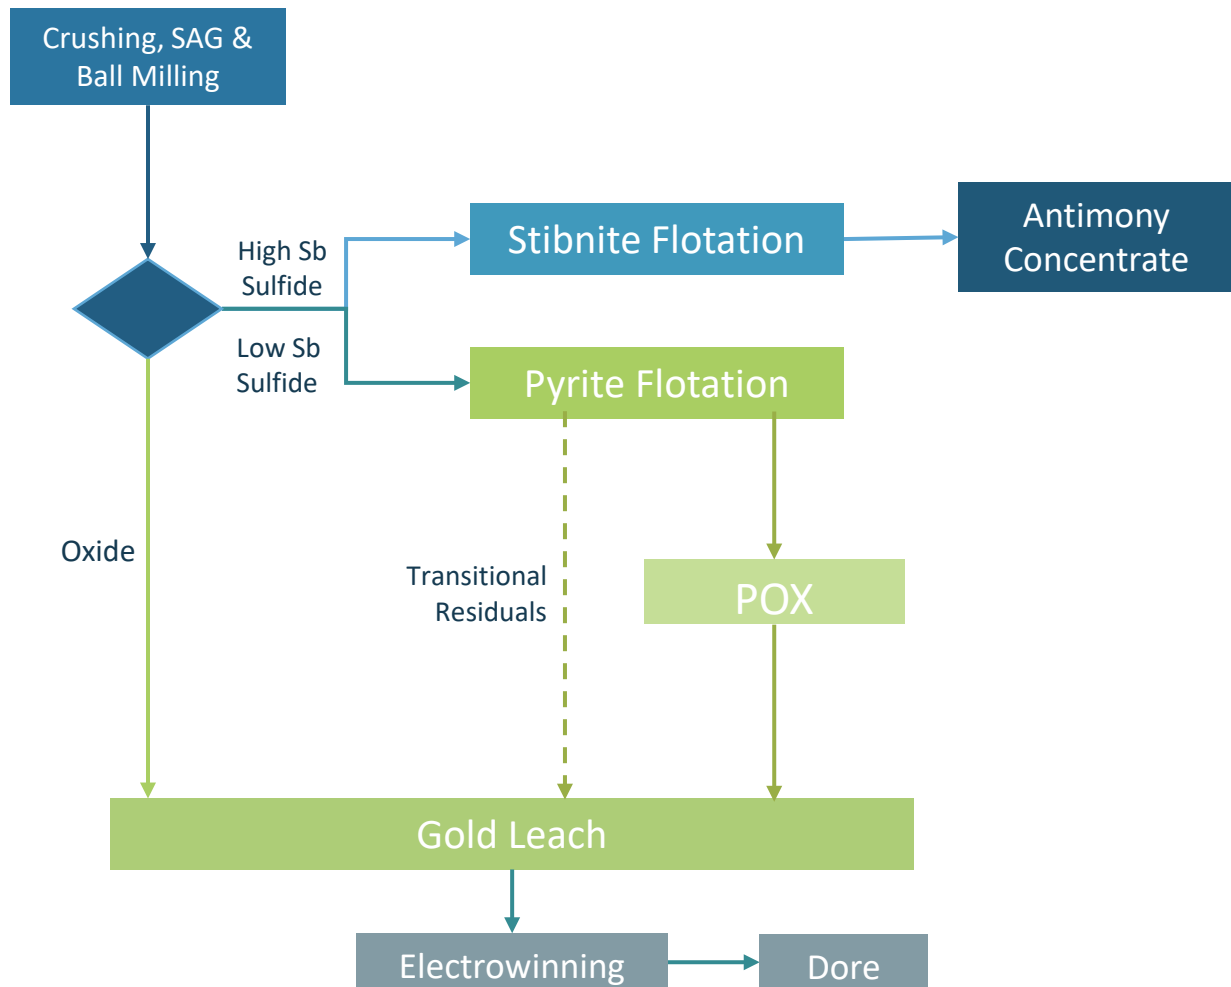 Crushing, SAG &
Ball Milling
High Sb
Sulfide
Stibnite Flotation
Antimony
Concentrate
Low Sb
Sulfide
Pyrite Flotation
Oxide
Transitional
Residuals
POX
Gold Leach
Electrowinning
Dore